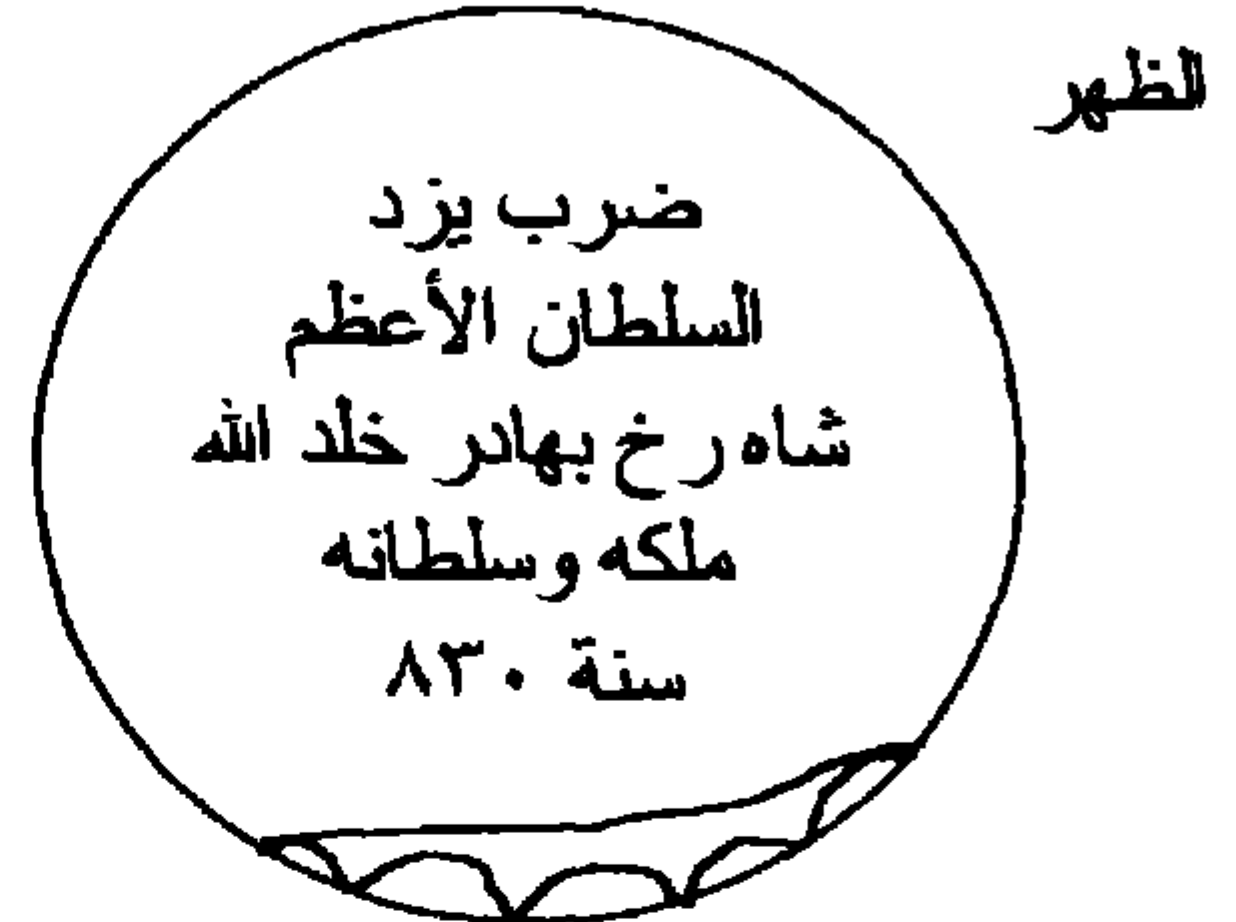 الظهر
ضرب يزد
السلطان الأعظم
شاه رخ بهادر خلد الله
ملكه وسلطانه
سنة ٨٣٠